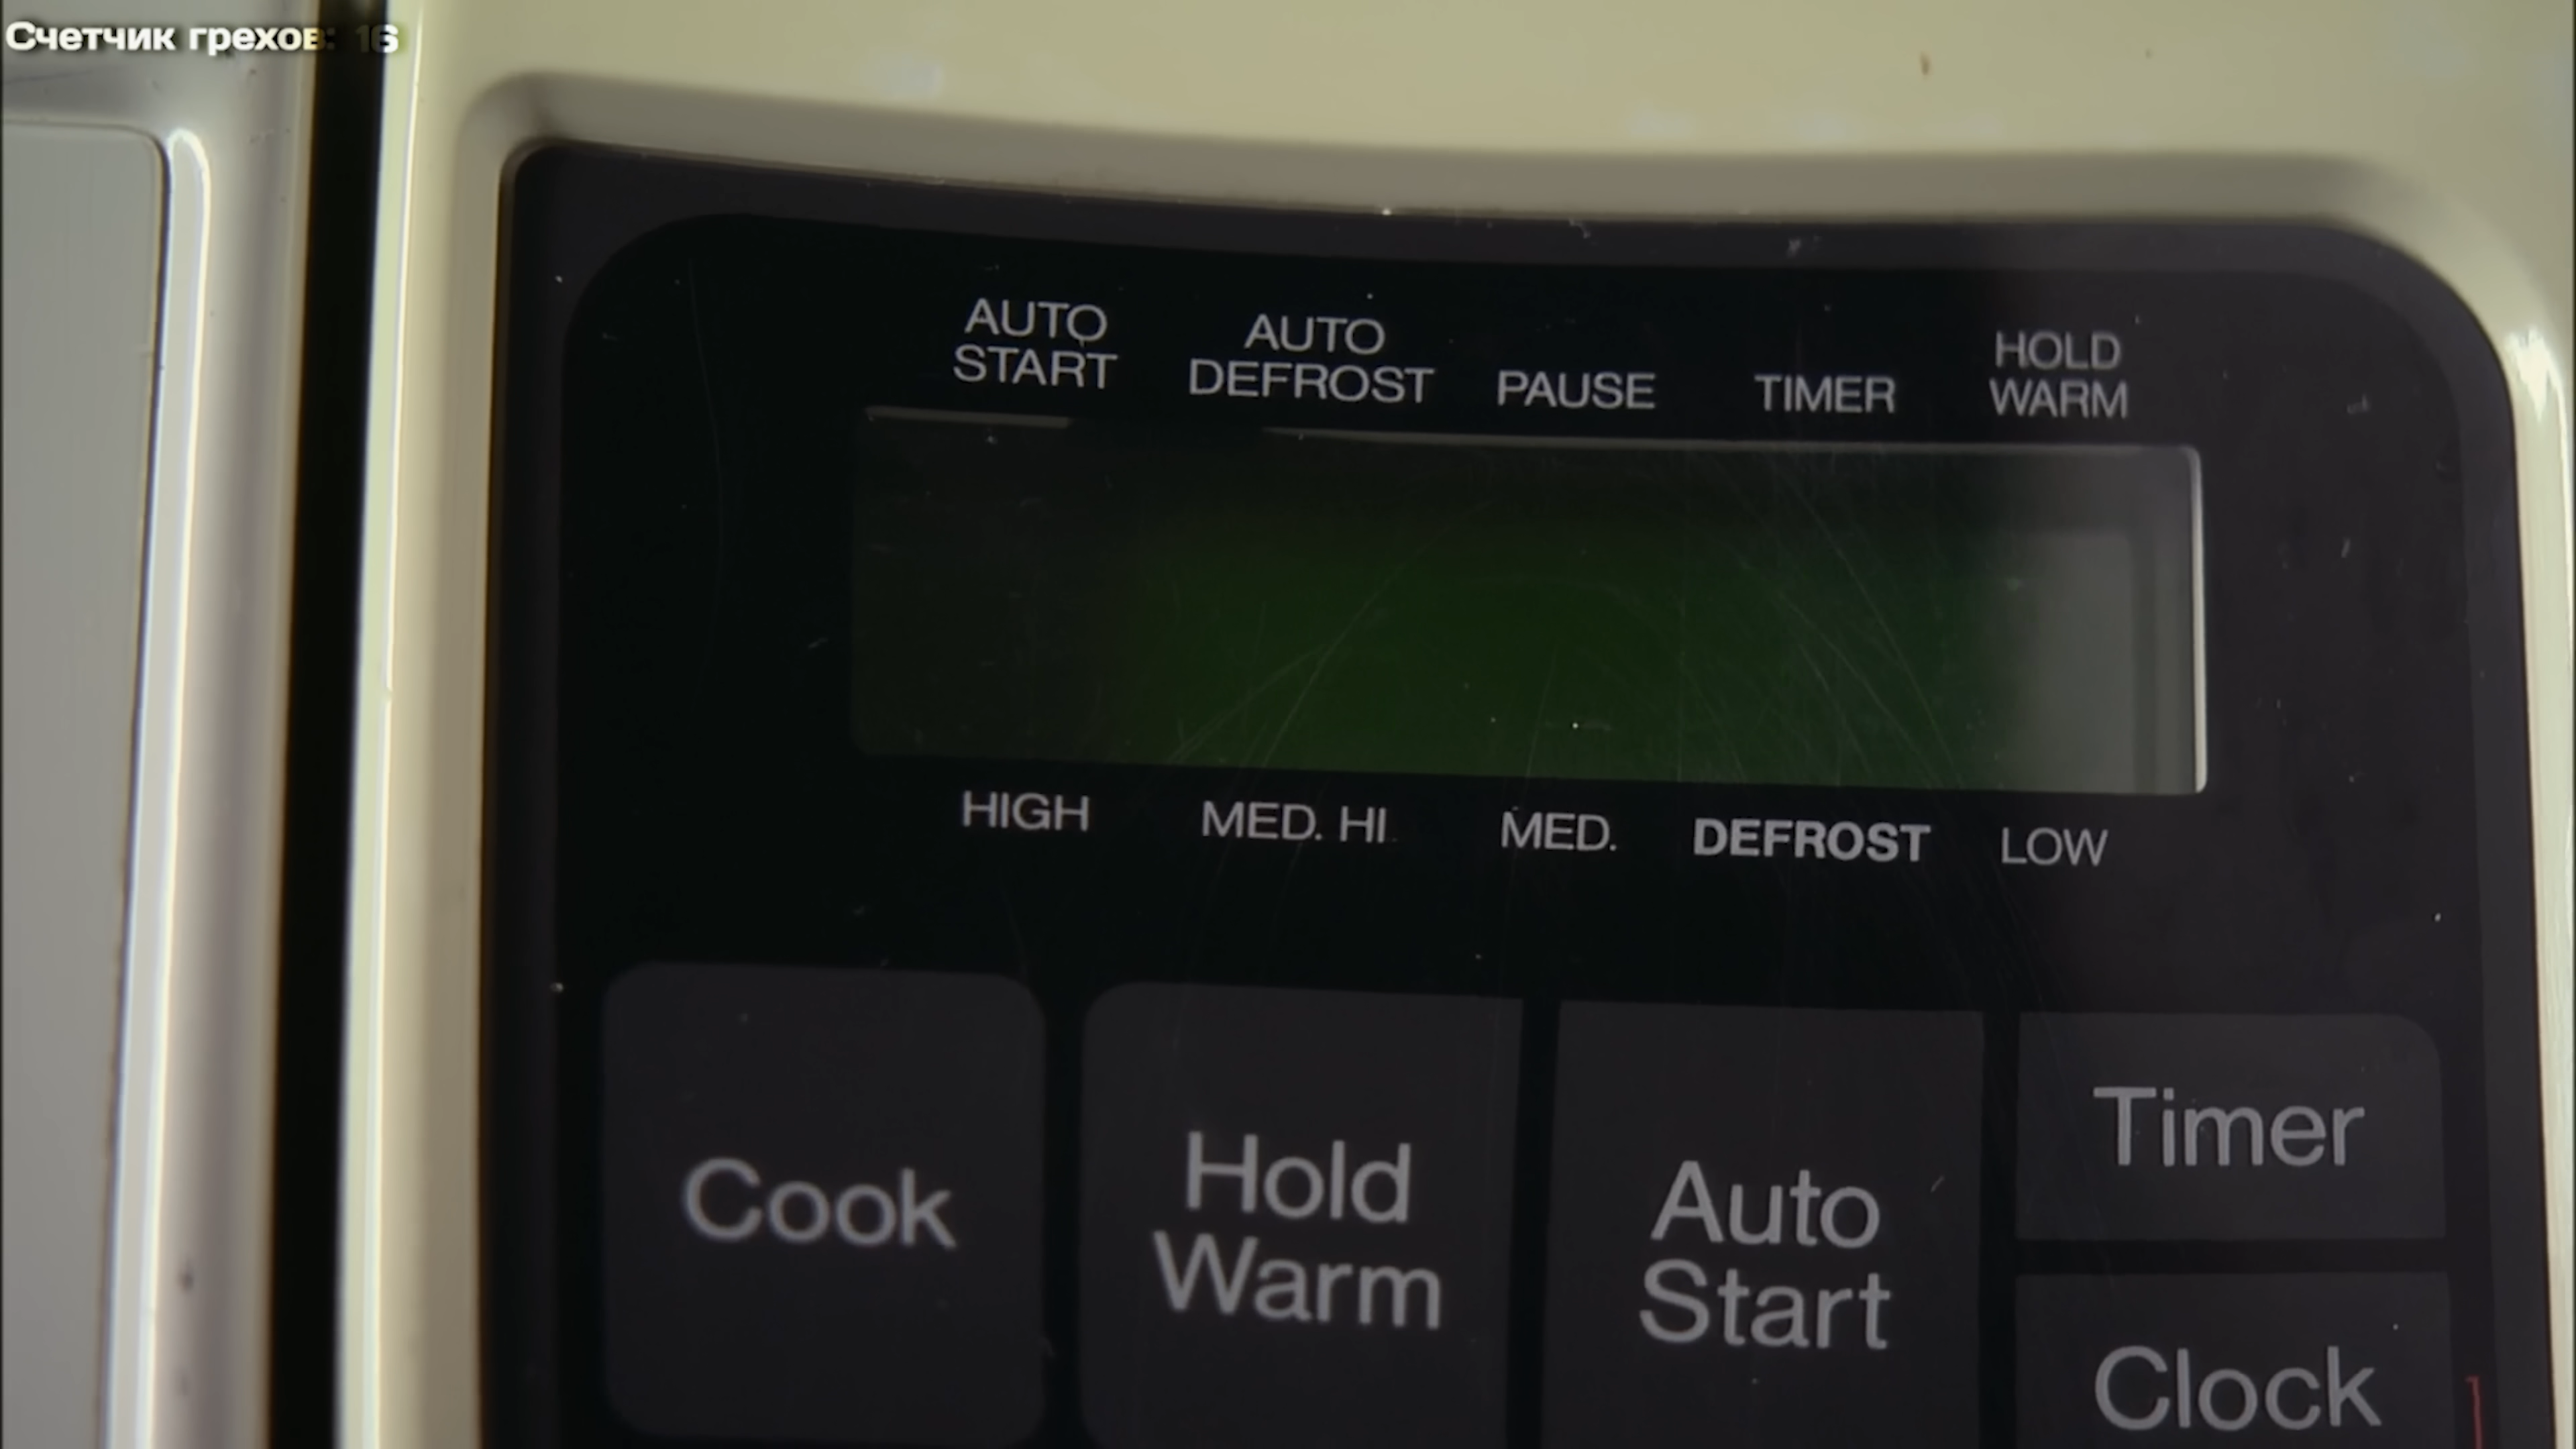 Счетчик грехов: 16
AUTO
START
AUTO
DEFROST
PAUSE
TIMER
HOLD
WARM
HIGH
MED. HI
MED.
DEFROST
LOW
Cook
Hold
Warm
Auto
Start
Timer
Clock